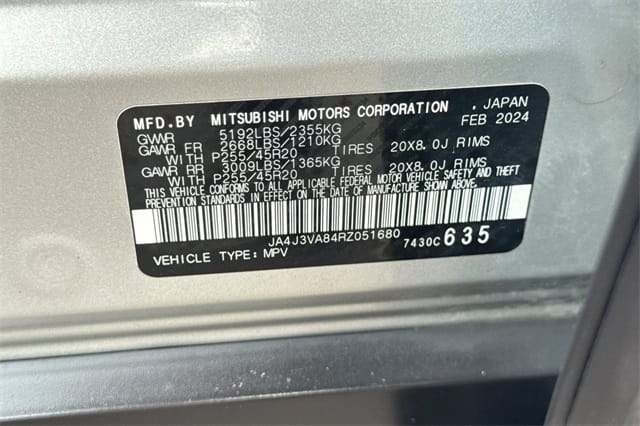 MFD.BY MITSUBISHI MOTORS CORPORATION , JAPAN
GVWR 5192LBS/2355KG FEB 2024
GAWR FR 2668LBS/1210KG
WITH P255/45R20 TIRES 20X8.0J RIMS
GAWR RR 3009LBS/1365KG
WITH P255/45R20 TIRES 20X8.0J RIMS
THIS VEHICLE CONFORMS TO ALL APPLICABLE FEDERAL MOTOR VEHICLE SAFETY AND THEFT
PREVENTION STANDARDS IN EFFECT ON THE DATE OF MANUFACTURE SHOWN ABOVE.
JA4J3VA84RZ051680 7430C 635
VEHICLE TYPE: MPV